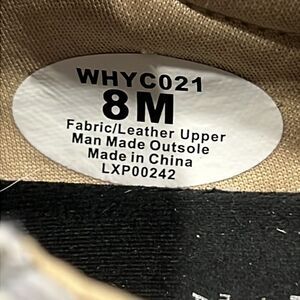 WHYC021
8M
Fabric/Leather Upper
Man Made Outsole
Made in China
LXP00242